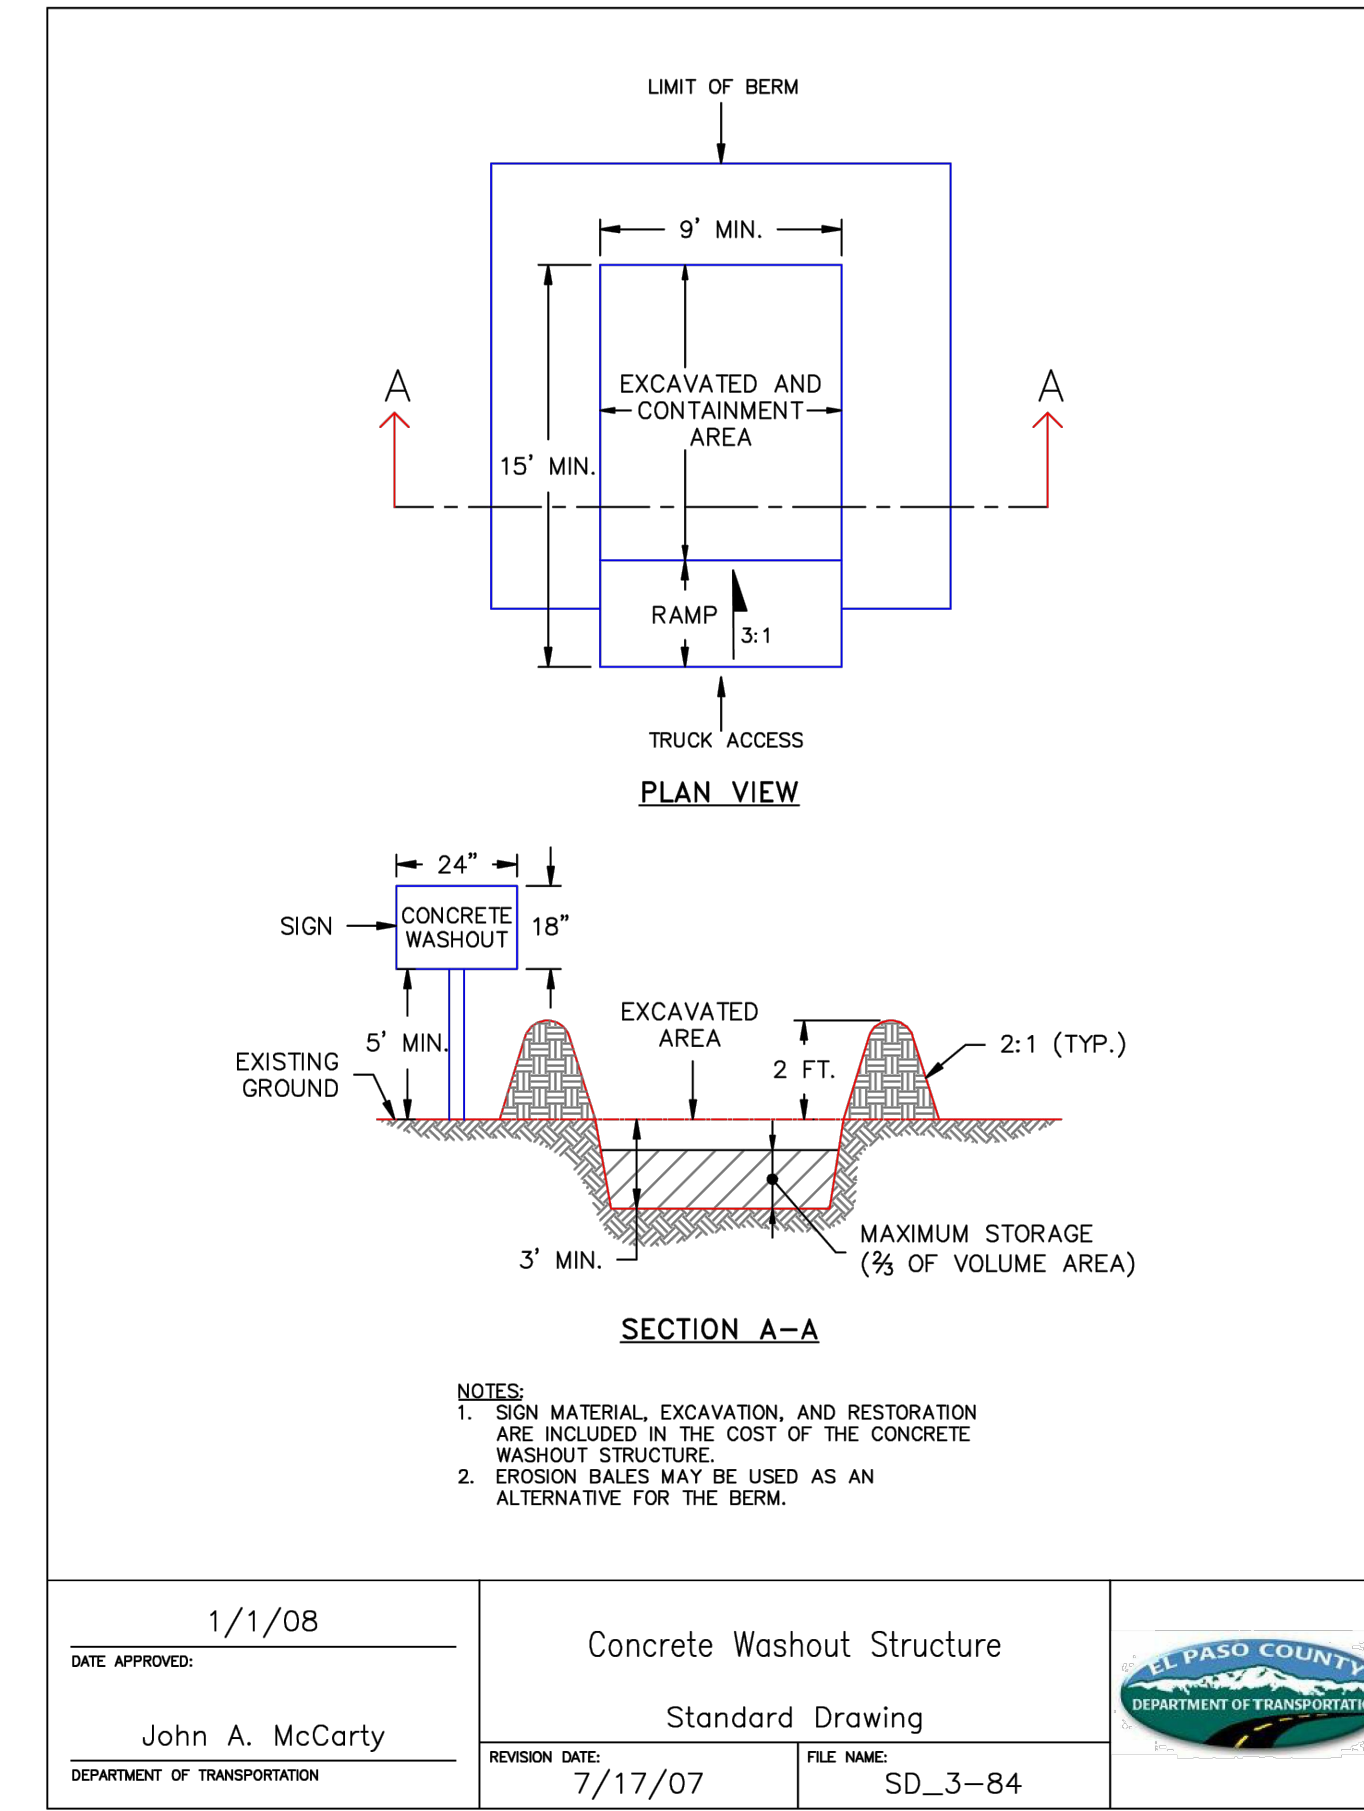 LIMIT OF BERM
9' MIN.
A
A
EXCAVATED AND
CONTAINMENT
AREA
15' MIN.
RAMP
3:1
TRUCK ACCESS
PLAN VIEW
24"
SIGN
CONCRETE
WASHOUT
18"
5' MIN.
EXISTING
GROUND
EXCAVATED
AREA
2 FT.
2:1 (TYP.)
3' MIN.
MAXIMUM STORAGE
(⅔ OF VOLUME AREA)
SECTION A-A
NOTES:
1. SIGN MATERIAL, EXCAVATION, AND RESTORATION
ARE INCLUDED IN THE COST OF THE CONCRETE
WASHOUT STRUCTURE.
2. EROSION BALES MAY BE USED AS AN
ALTERNATIVE FOR THE BERM.
1/1/08
DATE APPROVED:
John A. McCarty
DEPARTMENT OF TRANSPORTATION
Concrete Washout Structure
Standard Drawing
REVISION DATE:
7/17/07
FILE NAME:
SD_3-84
EL PASO COUNTY
DEPARTMENT OF TRANSPORTATI